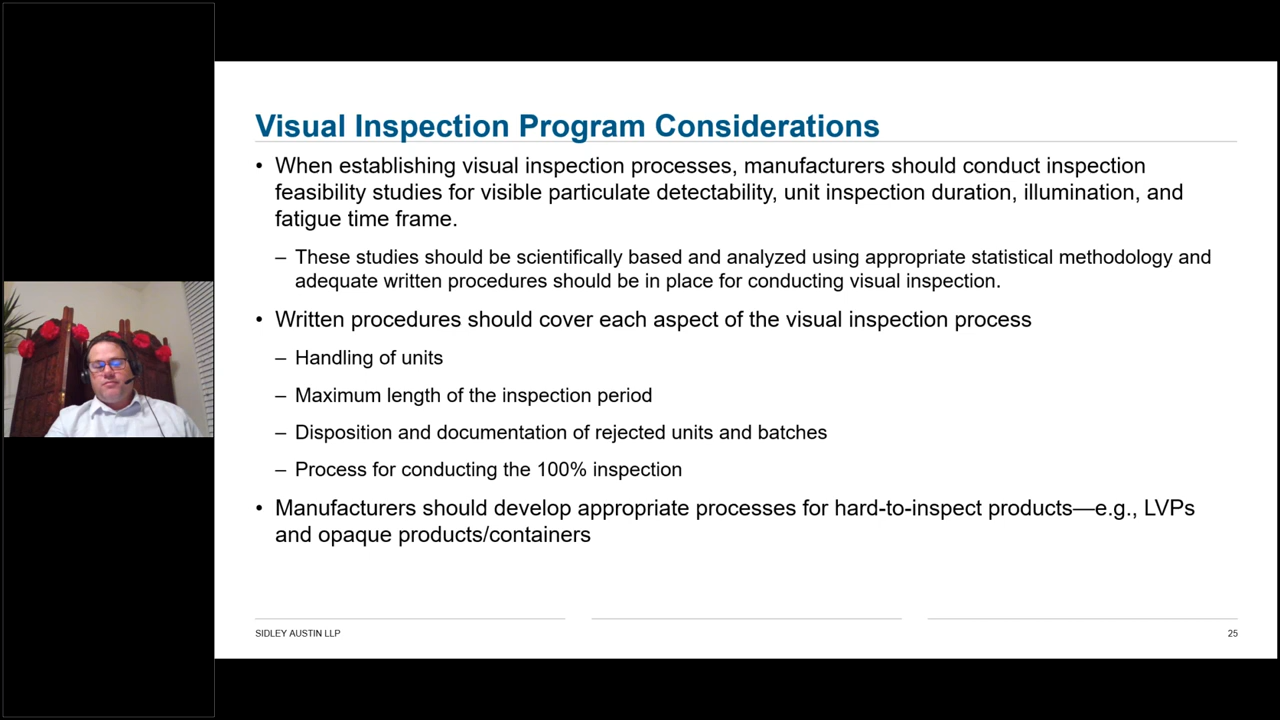 Visual Inspection Program Considerations
• When establishing visual inspection processes, manufacturers should conduct inspection
feasibility studies for visible particulate detectability, unit inspection duration, illumination, and
fatigue time frame.
– These studies should be scientifically based and analyzed using appropriate statistical methodology and
adequate written procedures should be in place for conducting visual inspection.
• Written procedures should cover each aspect of the visual inspection process
– Handling of units
– Maximum length of the inspection period
– Disposition and documentation of rejected units and batches
– Process for conducting the 100% inspection
• Manufacturers should develop appropriate processes for hard-to-inspect products—e.g., LVPs
and opaque products/containers
SIDLEY AUSTIN LLP
25